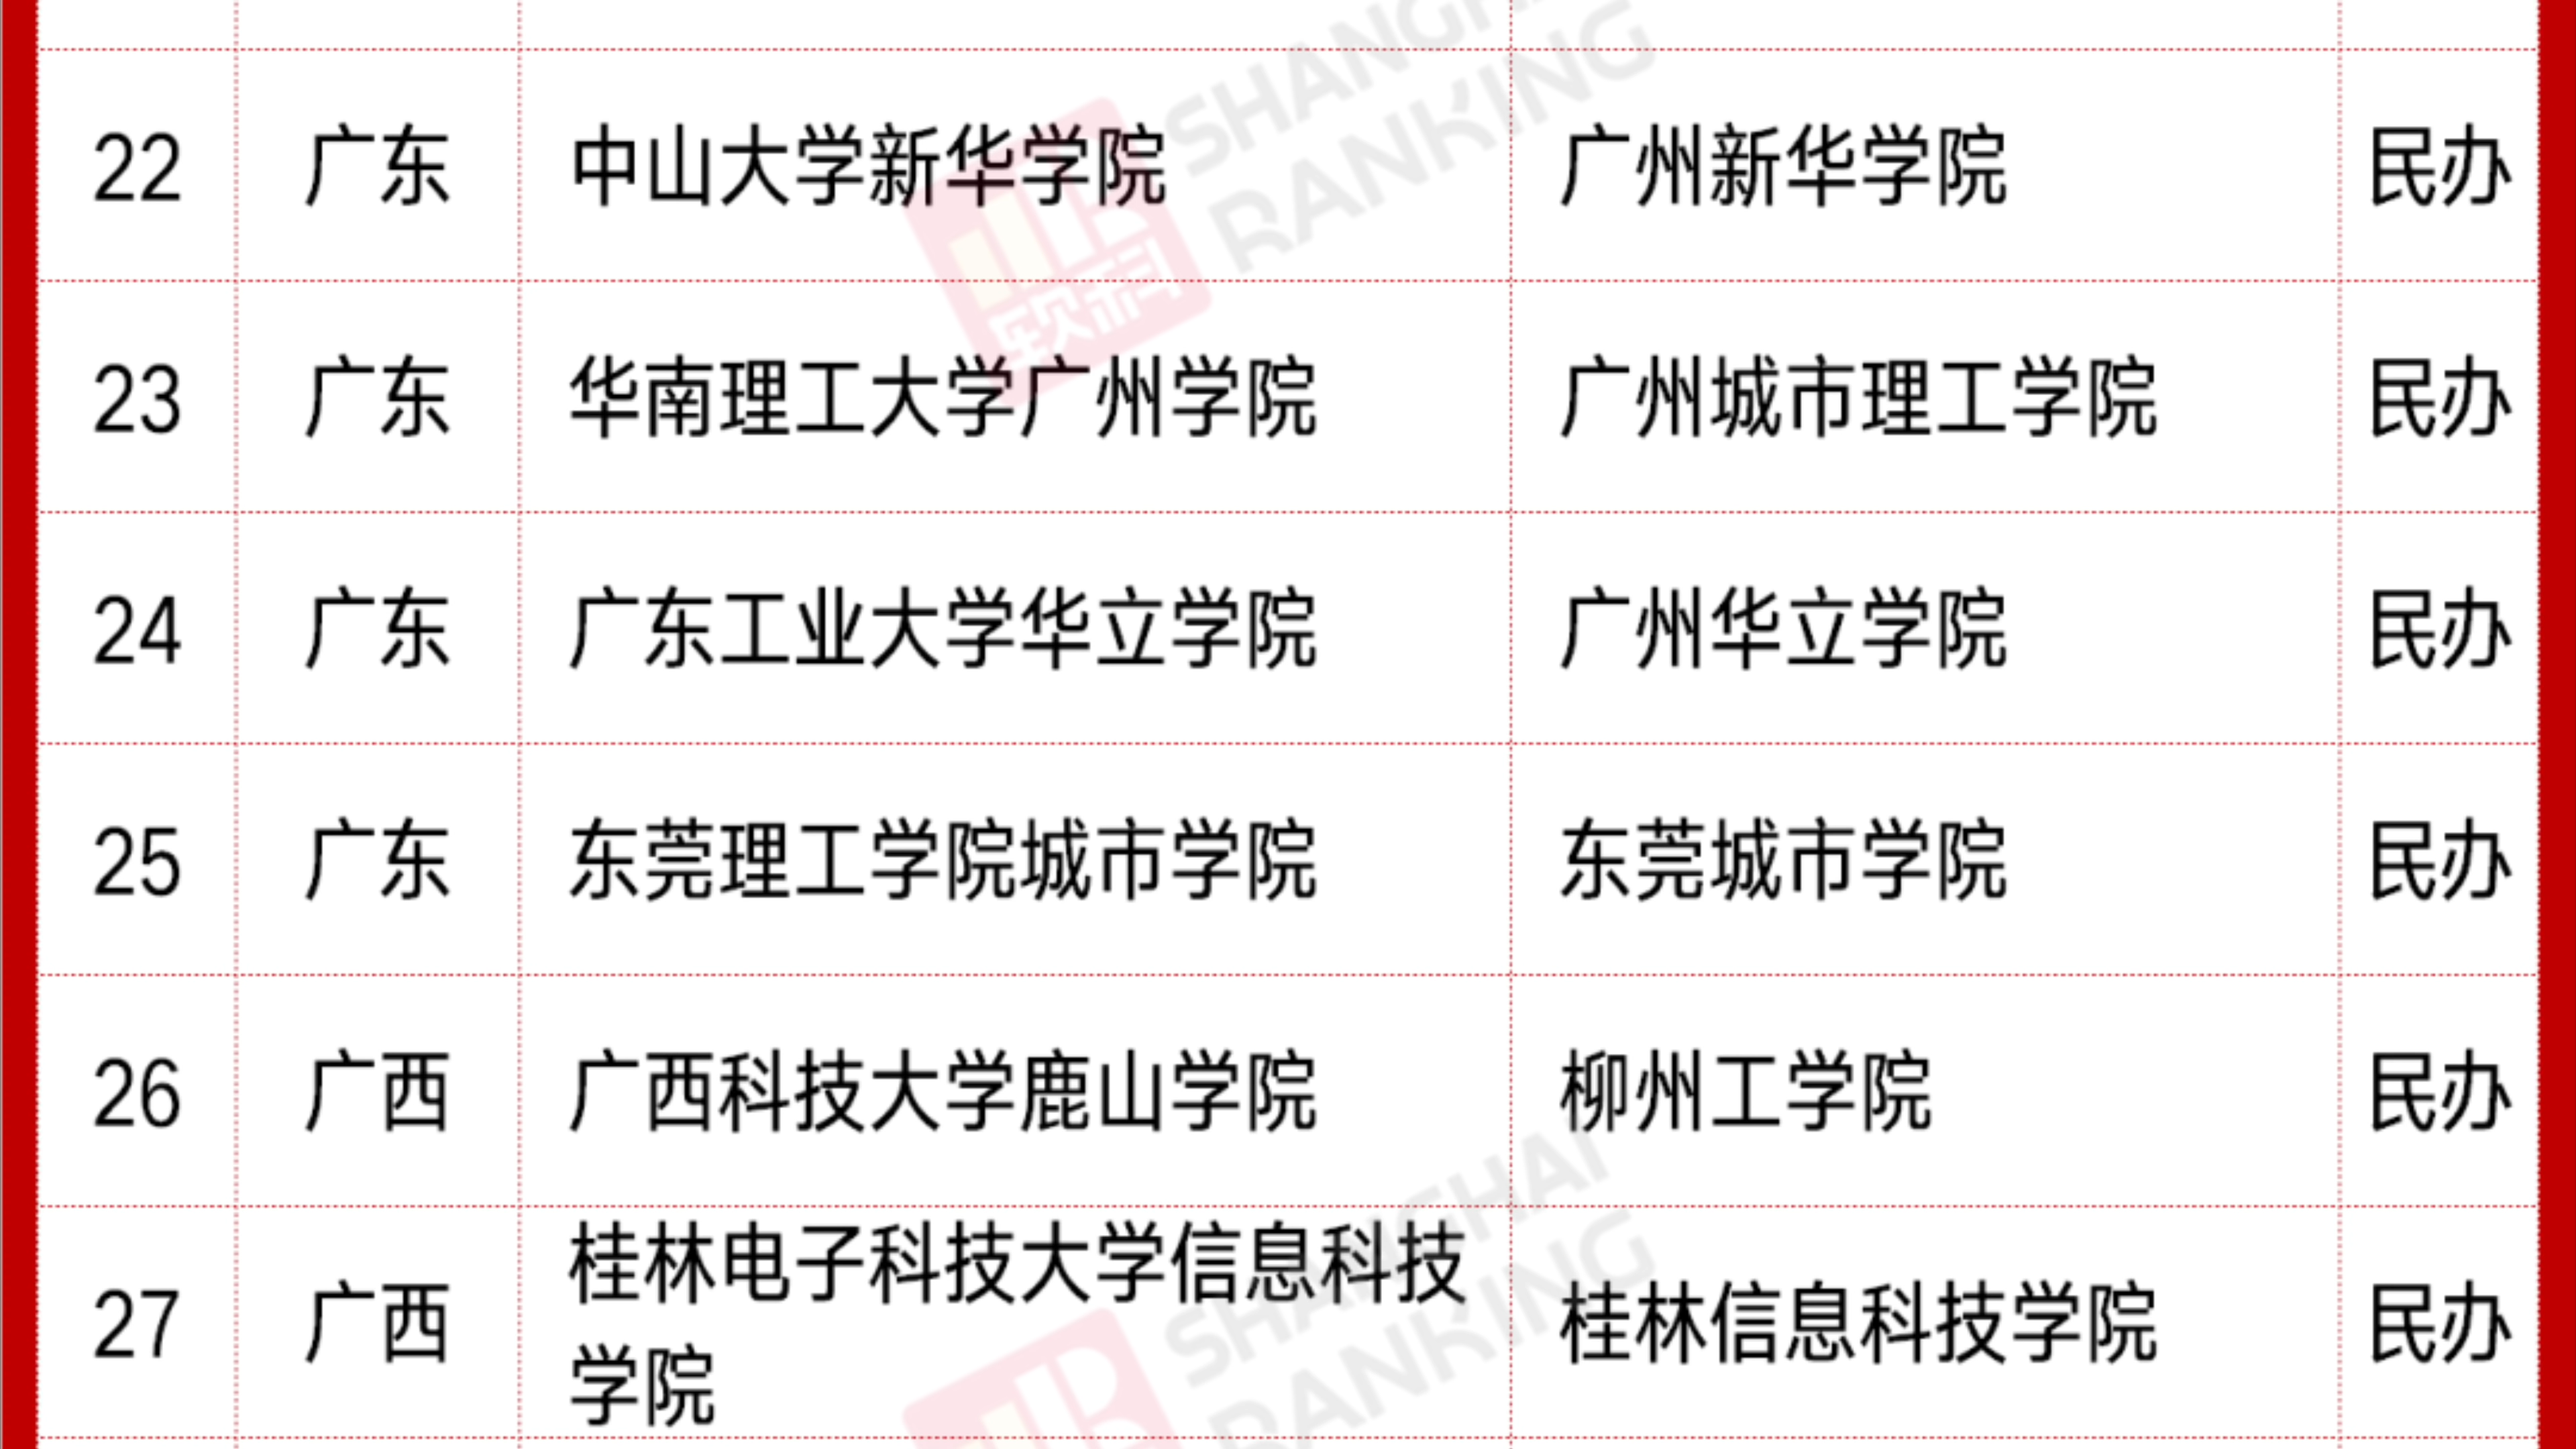 22 广东 中山大学新华学院 广州新华学院 民办
23 广东 华南理工大学广州学院 广州城市理工学院 民办
24 广东 广东工业大学华立学院 广州华立学院 民办
25 广东 东莞理工学院城市学院 东莞城市学院 民办
26 广西 广西科技大学鹿山学院 柳州工学院 民办
27 广西 桂林电子科技大学信息科技 桂林信息科技学院 民办
学院
软科
RANKING
SHANGHAI
RANKING